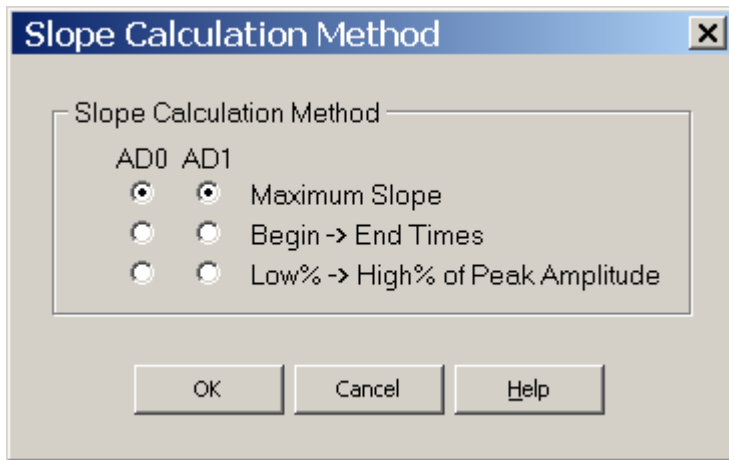 Slope Calculation Method
Slope Calculation Method
AD0 AD1
Maximum Slope
Begin -> End Times
Low% -> High% of Peak Amplitude
OK Cancel Help